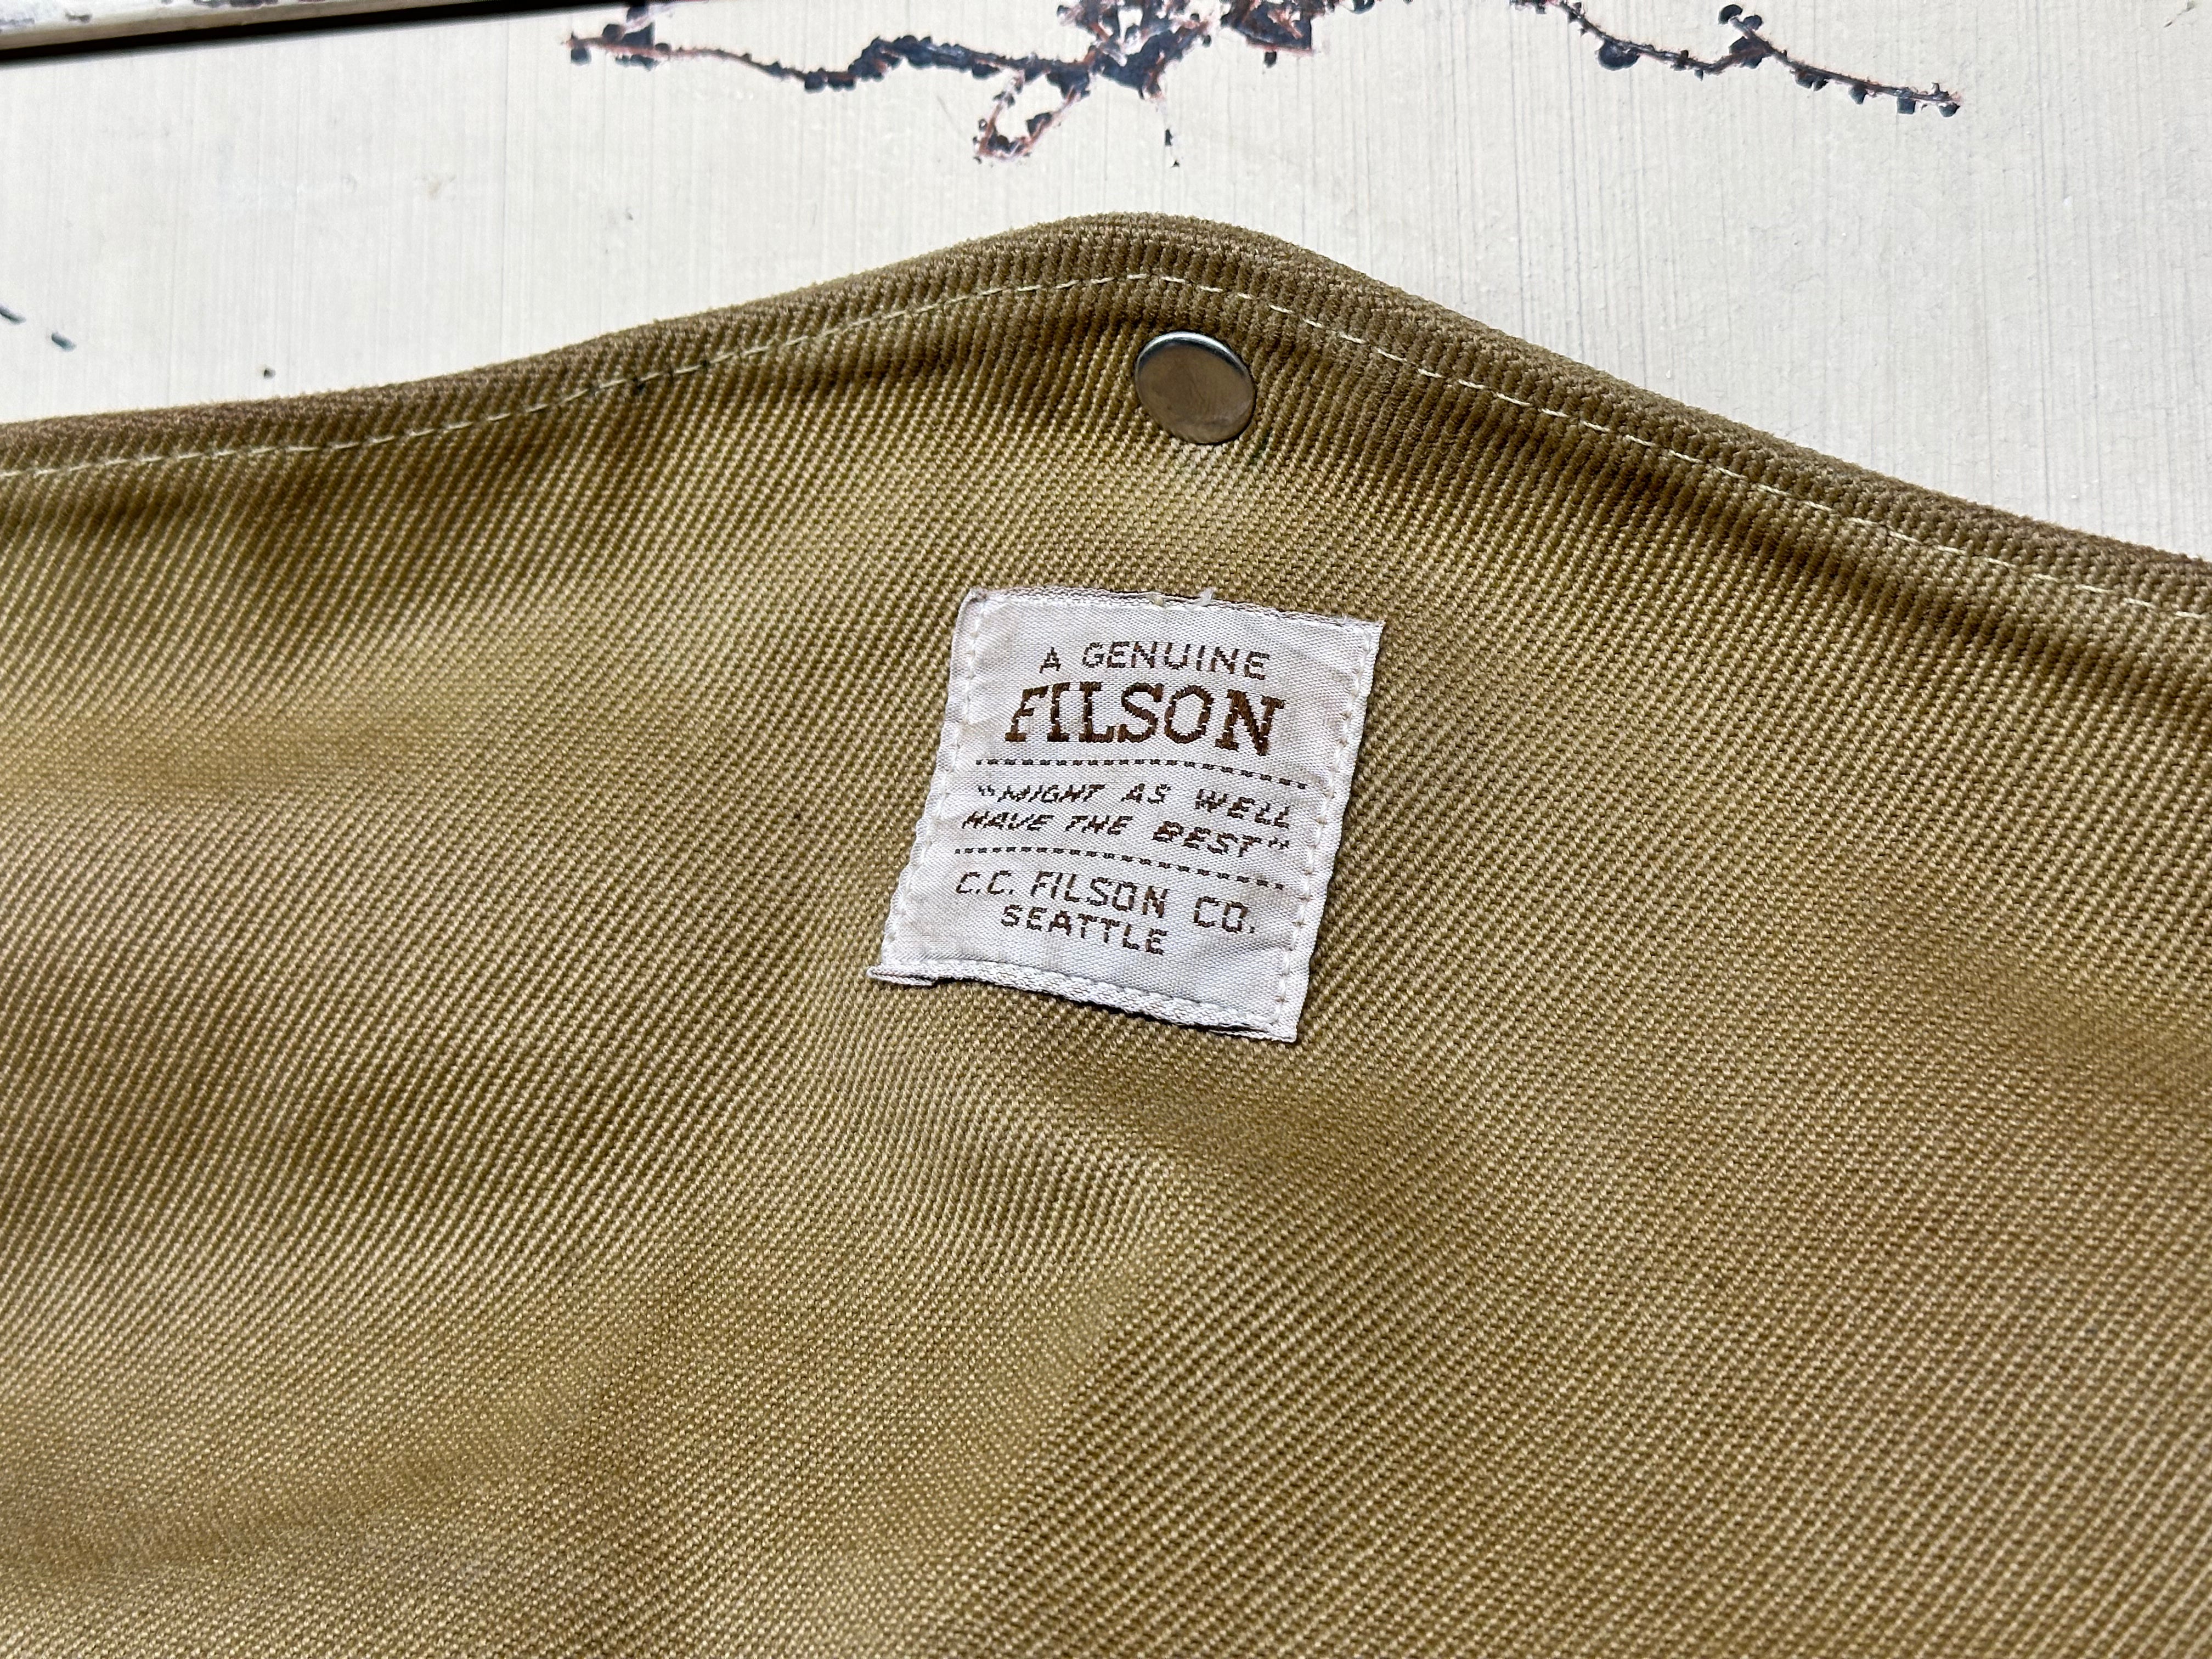 A GENUINE
FILSON
"MIGHT AS WELL
HAVE THE BEST"
C.C. FILSON CO.
SEATTLE